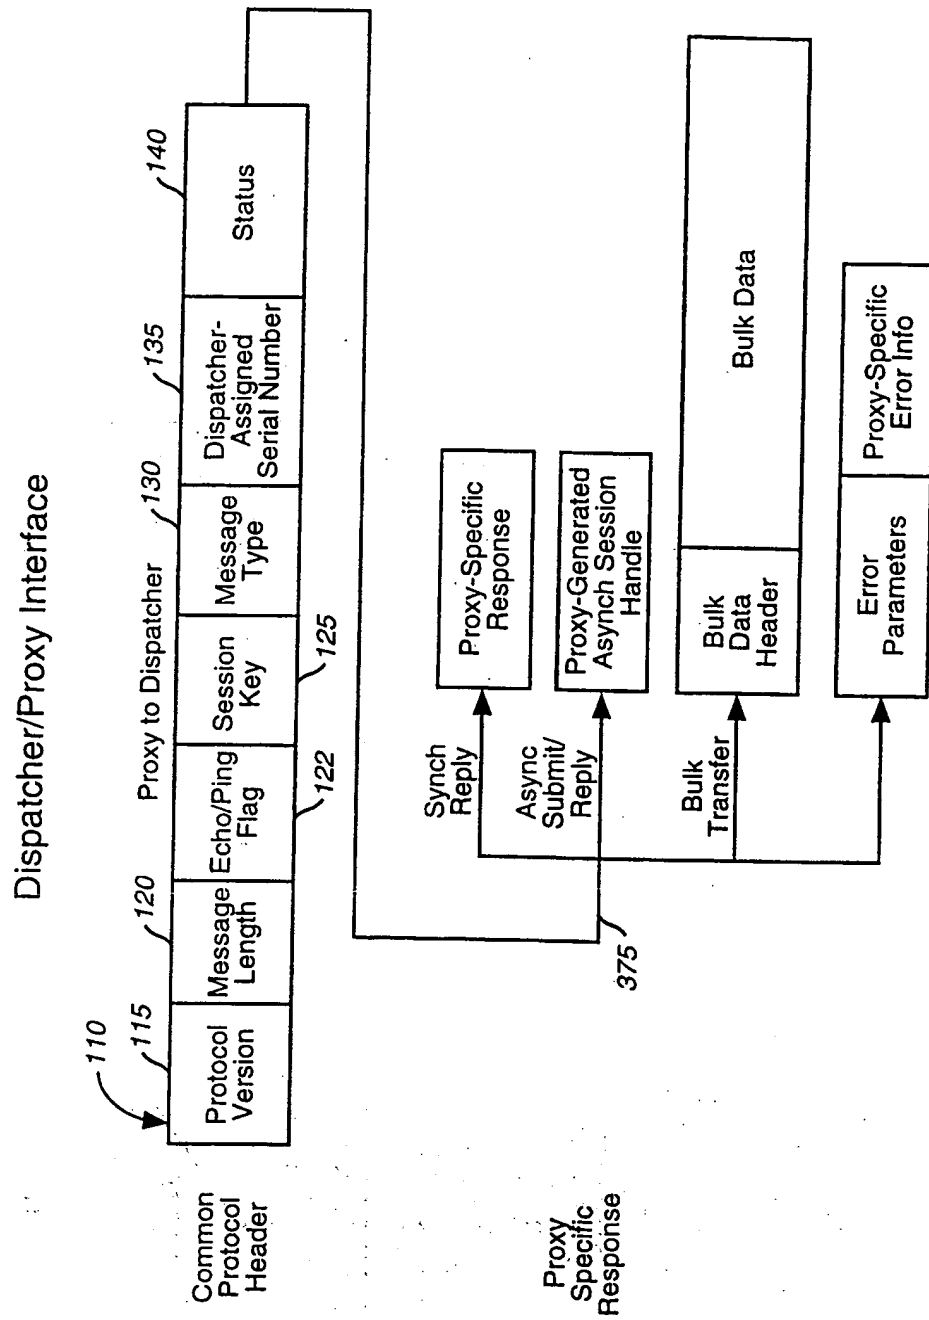 Dispatcher/Proxy Interface
Proxy to Dispatcher
110
115
120
130
135
140
Common
Protocol
Header
Protocol
Version
Message
Length
Echo/Ping
Flag
Session
Key
Message
Type
Dispatcher-
Assigned
Serial Number
Status
122
125
Proxy
Specific
Response
375
Synch
Reply
Proxy-Specific
Response
Async
Submit/
Reply
Proxy-Generated
Asynch Session
Handle
Bulk
Transfer
Bulk
Data
Header
Bulk Data
Error
Parameters
Proxy-Specific
Error Info